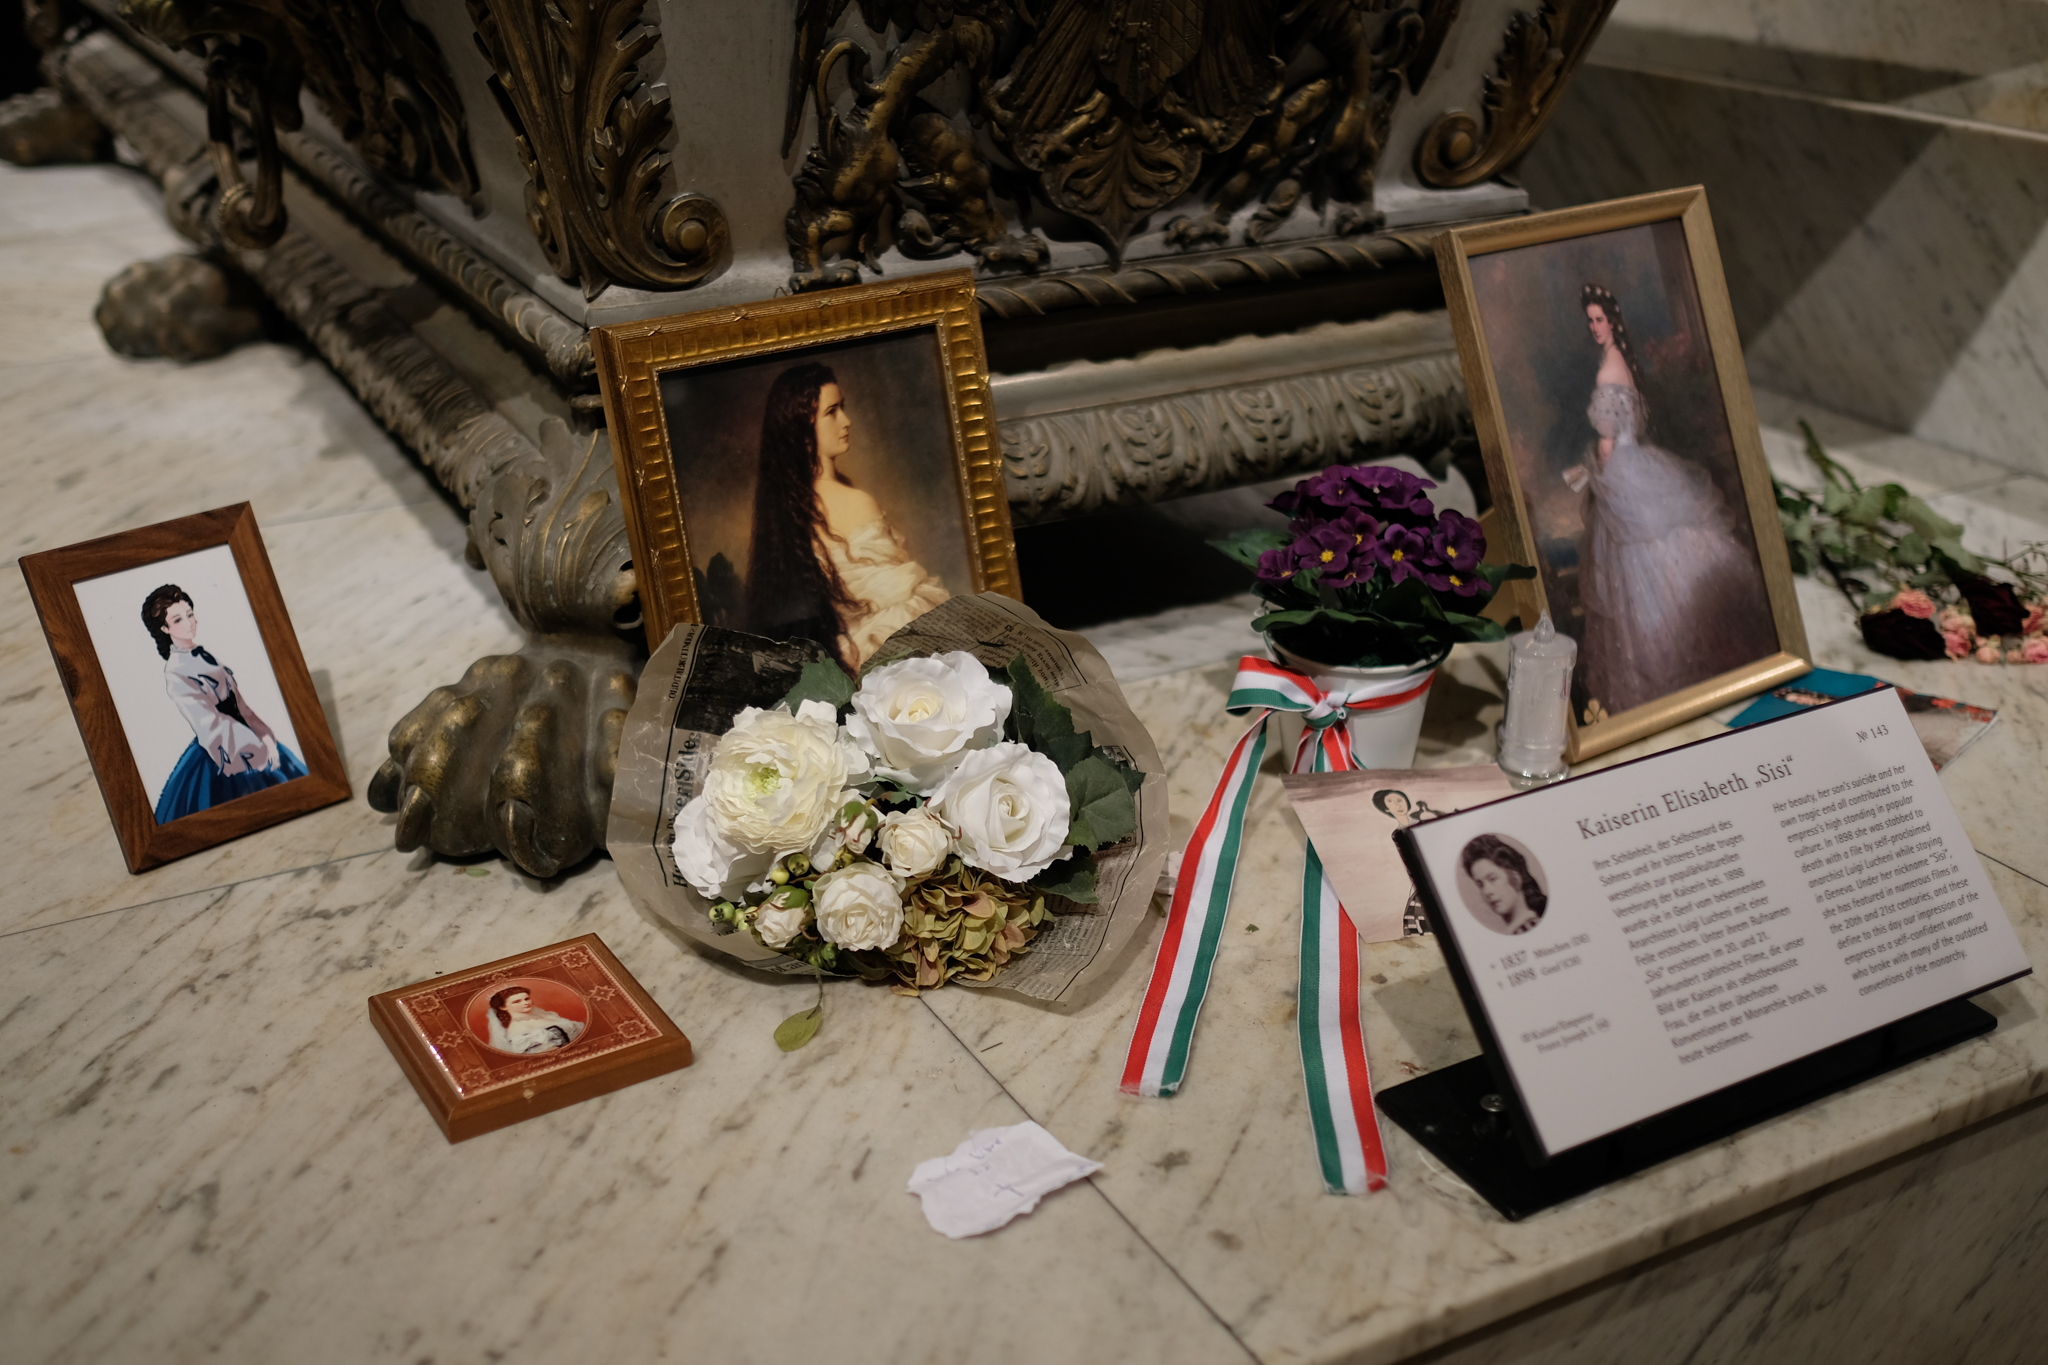 № 143
Kaiserin Elisabeth „Sisi“
Ihre Schönheit, der Selbstmord des
Sohnes und ihr bitteres Ende trugen
wesentlich zur populärkulturellen
Verehrung der Kaiserin bei. 1898
wurde sie in Genf vom bekennenden
Anarchisten Luigi Lucheni mit einer
Feile erstochen. Unter ihrem Rufnamen
„Sisi“ erschienen im 20. und 21.
Jahrhundert zahlreiche Filme, die unser
Bild der Kaiserin als selbstbewusste
Frau, die mit den überholten
Konventionen der Monarchie brach, bis
heute bestimmen.
Her beauty, her son's suicide and her
own tragic end all contributed to the
empress's high standing in popular
culture. In 1898 she was stabbed to
death with a file by self-proclaimed
anarchist Luigi Lucheni while staying
in Geneva. Under her nickname "Sisi",
she has featured in numerous films in
the 20th and 21st centuries, and these
define to this day our impression of the
empress as a self-confident woman
who broke with many of the outdated
conventions of the monarchy.
* 1837 München (DE)
† 1898 Genf (CH)
⚭ Kaiser/Emperor
Franz Joseph I.